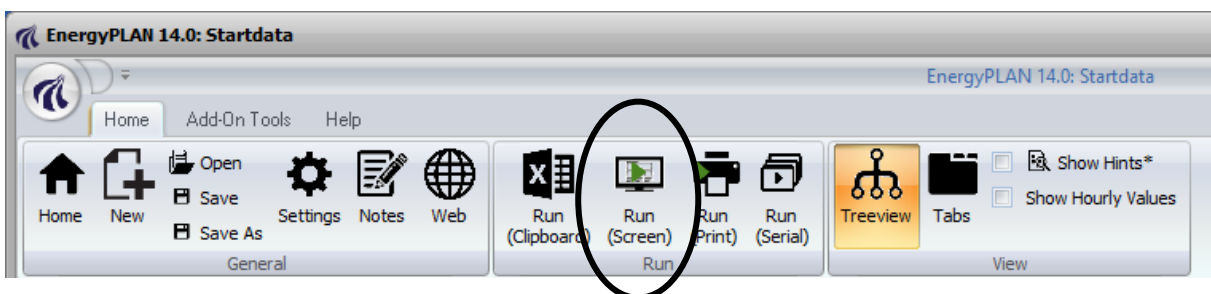 EnergyPLAN 14.0: Startdata
EnergyPLAN 14.0: Startdata
Home Add-On Tools Help
Home
New
Open
Save
Save As
Settings
Notes
Web
General
Run
(Clipboard)
Run
(Screen)
Run
(Print)
Run
(Serial)
Run
Treeview
Tabs
Show Hints*
Show Hourly Values
View